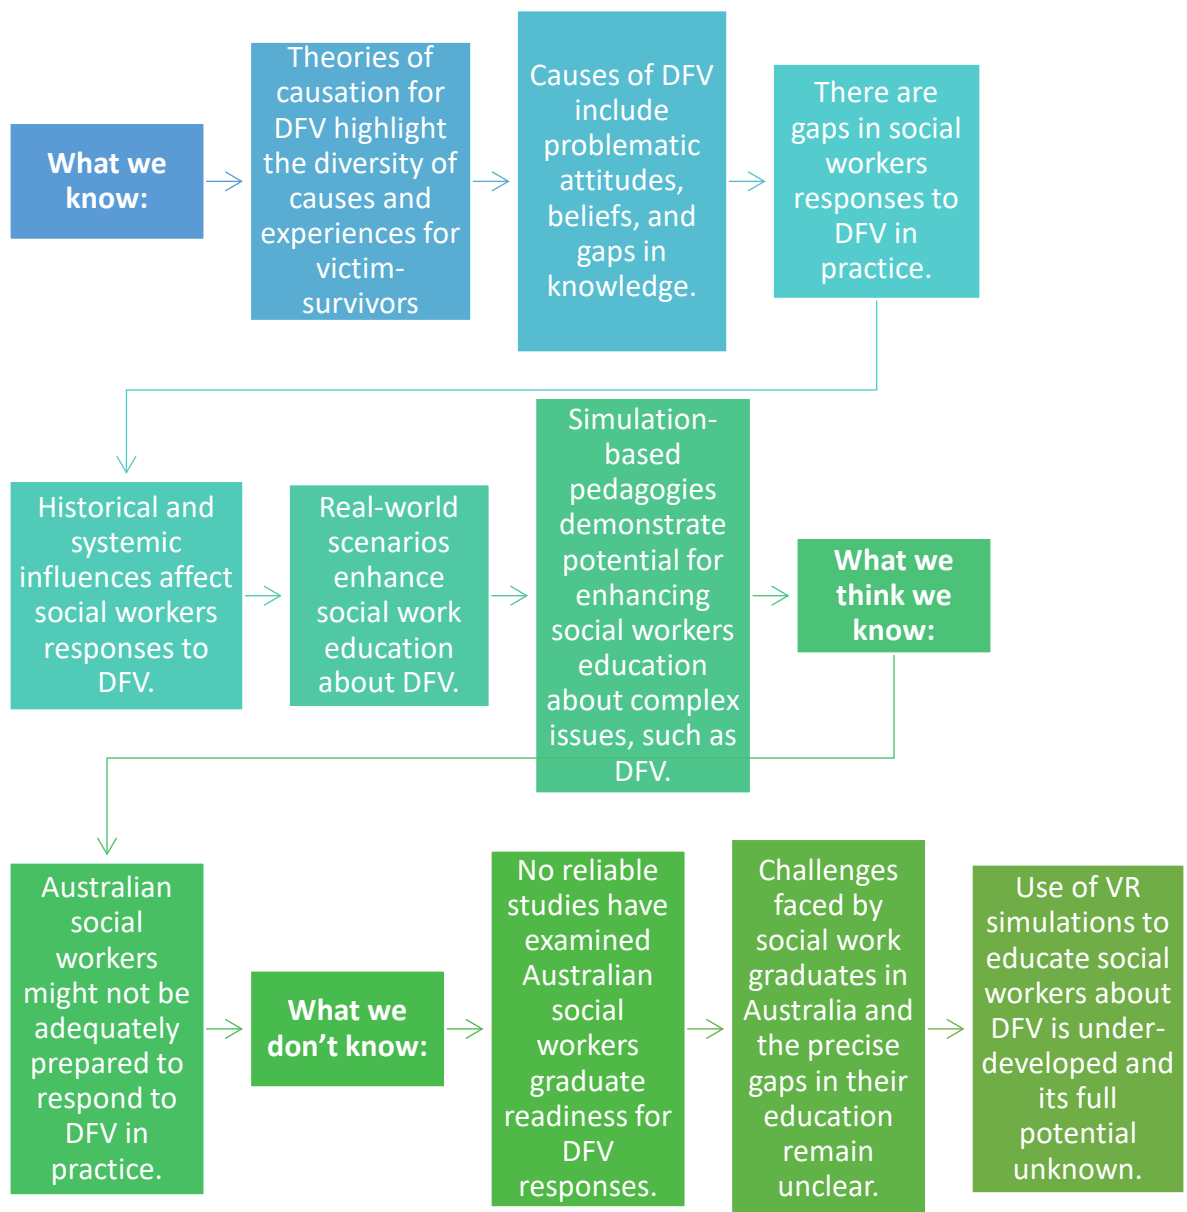 What we
know:
Theories of
causation for
DFV highlight
the diversity of
causes and
experiences for
victim-
survivors
Causes of DFV
include
problematic
attitudes,
beliefs, and
gaps in
knowledge.
There are
gaps in social
workers
responses to
DFV in
practice.
Historical and
systemic
influences affect
social workers
responses to
DFV.
Real-world
scenarios
enhance
social work
education
about DFV.
Simulation-
based
pedagogies
demonstrate
potential for
enhancing
social workers
education
about complex
issues, such as
DFV.
What we
think we
know:
Australian
social
workers
might not be
adequately
prepared to
respond to
DFV in
practice.
What we
don’t know:
No reliable
studies have
examined
Australian
social
workers
graduate
readiness for
DFV
responses.
Challenges
faced by
social work
graduates in
Australia and
the precise
gaps in their
education
remain
unclear.
Use of VR
simulations to
educate social
workers about
DFV is under-
developed and
its full
potential
unknown.